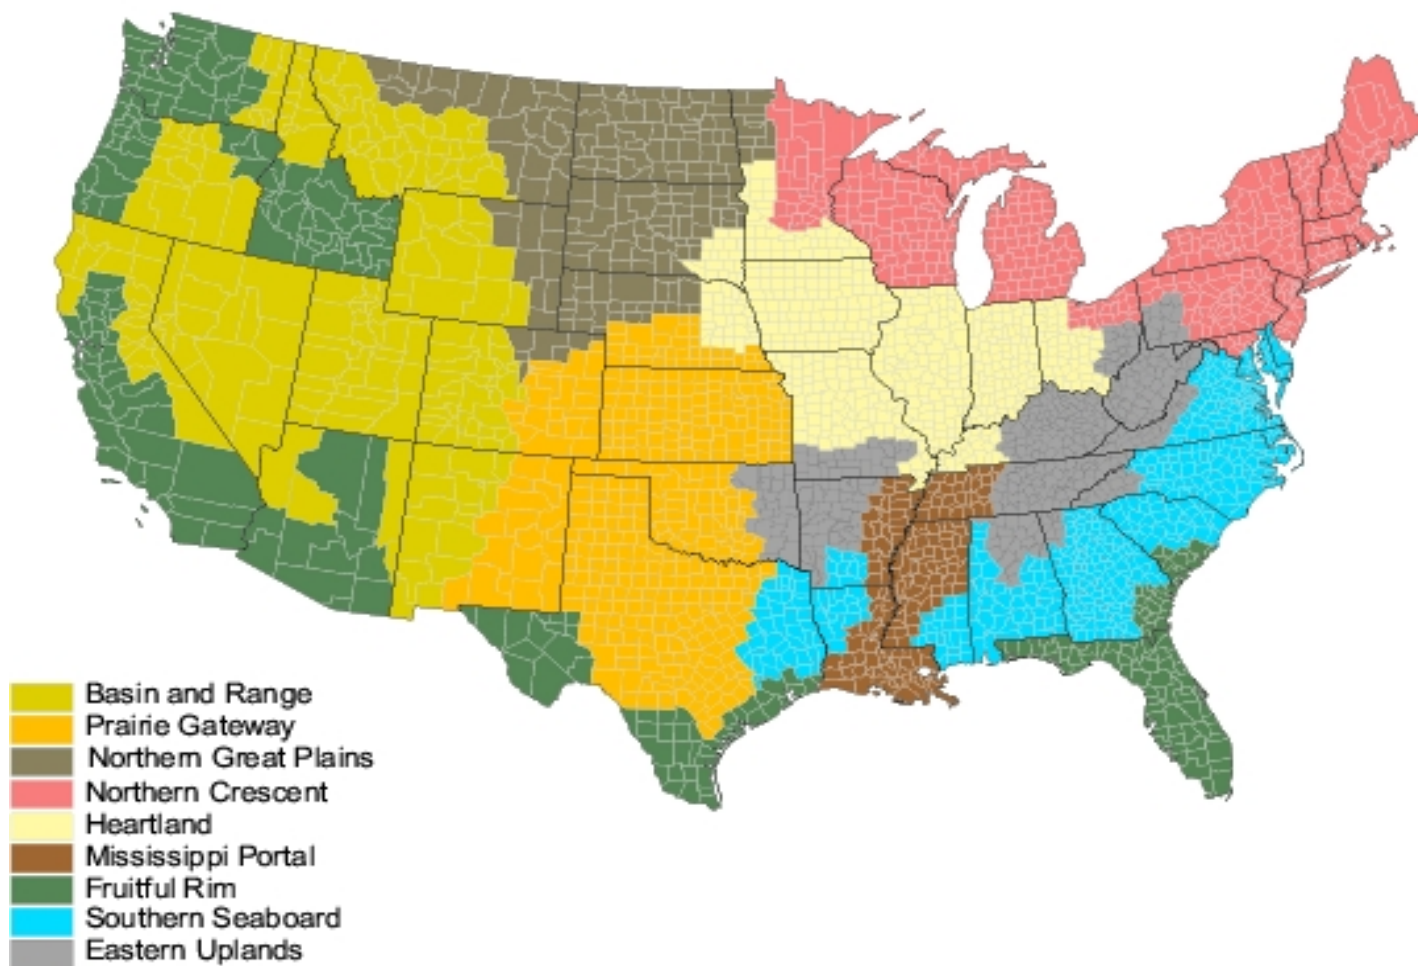 Basin and Range
Prairie Gateway
Northern Great Plains
Northern Crescent
Heartland
Mississippi Portal
Fruitful Rim
Southern Seaboard
Eastern Uplands